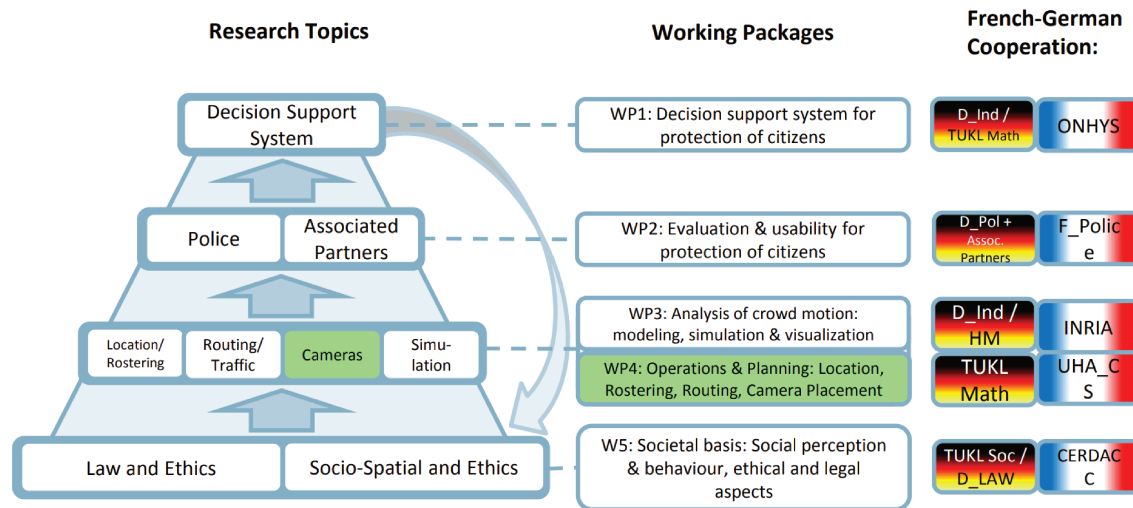 Research Topics
Working Packages
French-German
Cooperation:
Decision Support
System
WP1: Decision support system for
protection of citizens
D_Ind /
TUKL Math
ONHYS
Police
Associated
Partners
WP2: Evaluation & usability for
protection of citizens
D_Pol +
Assoc.
Partners
F_Polic
e
Location/
Rostering
Routing/
Traffic
Cameras
Simu-
lation
WP3: Analysis of crowd motion:
modeling, simulation & visualization
D_Ind /
HM
INRIA
WP4: Operations & Planning: Location,
Rostering, Routing, Camera Placement
TUKL
Math
UHA_C
S
Law and Ethics
Socio-Spatial and Ethics
W5: Societal basis: Social perception
& behaviour, ethical and legal
aspects
TUKL Soc /
D_LAW
CERDAC
C